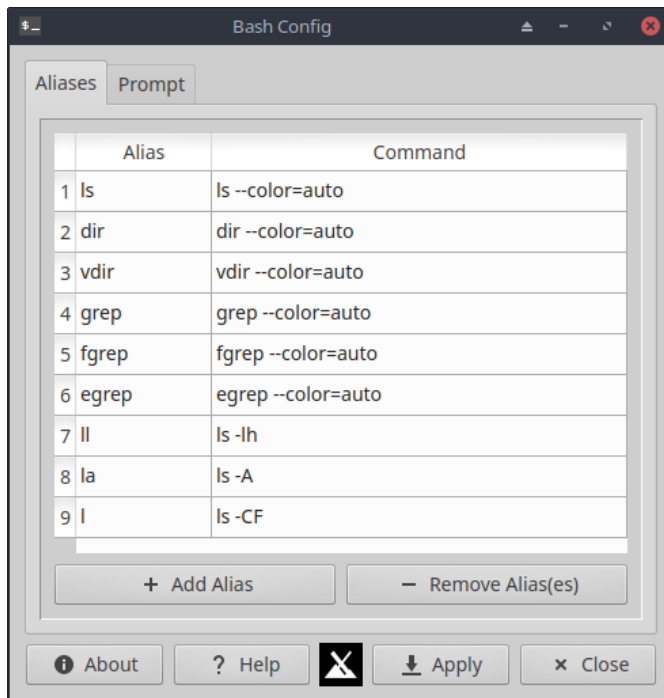 $_ Bash Config
Aliases Prompt
Alias Command
1 ls ls --color=auto
2 dir dir --color=auto
3 vdir vdir --color=auto
4 grep grep --color=auto
5 fgrep fgrep --color=auto
6 egrep egrep --color=auto
7 ll ls -lh
8 la ls -A
9 l ls -CF
+ Add Alias − Remove Alias(es)
About ? Help Apply × Close